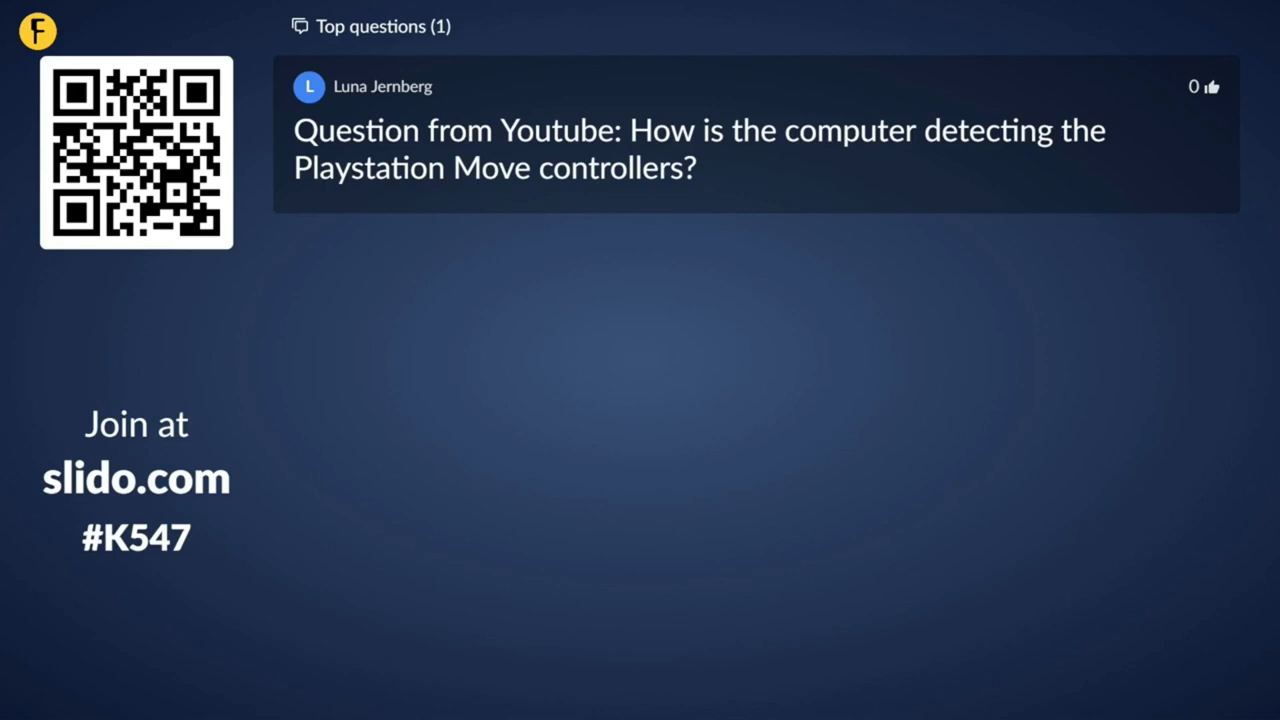 F
Top questions (1)
L Luna Jernberg 0
Question from Youtube: How is the computer detecting the
Playstation Move controllers?
Join at
slido.com
#K547